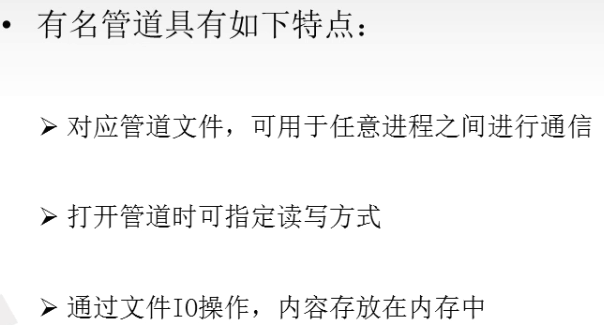 • 有名管道具有如下特点：
➢ 对应管道文件，可用于任意进程之间进行通信
➢ 打开管道时可指定读写方式
➢ 通过文件IO操作，内容存放在内存中